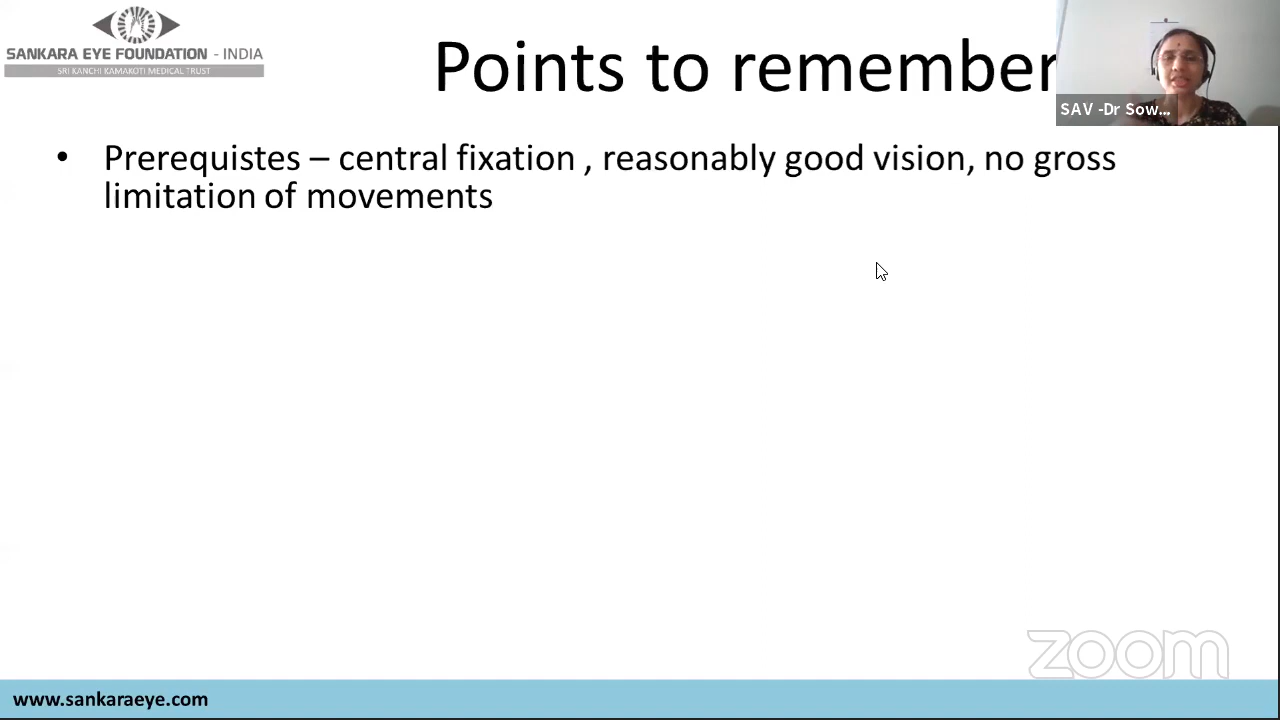 SANKARA EYE FOUNDATION - INDIA
SRI KANCHI KAMAKOTI MEDICAL TRUST
Points to remember
SAV -Dr Sow...
• Prerequistes – central fixation , reasonably good vision, no gross
limitation of movements
zoom
www.sankaraeye.com